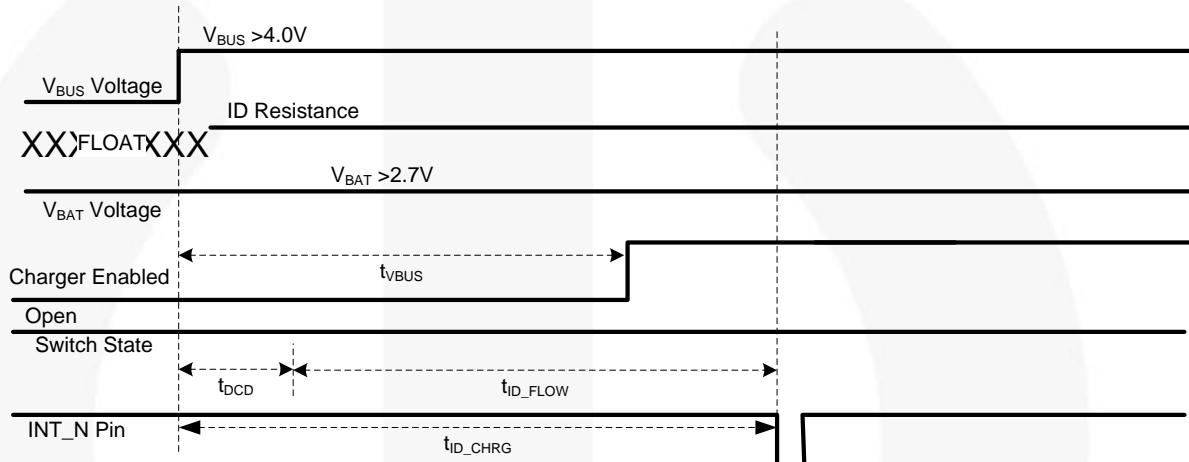 V_BUS >4.0V
V_BUS Voltage
ID Resistance
XXXFLOATXXX
V_BAT >2.7V
V_BAT Voltage
t_VBUS
Charger Enabled
Open
Switch State
t_DCD
t_ID_FLOW
INT_N Pin
t_ID_CHRG